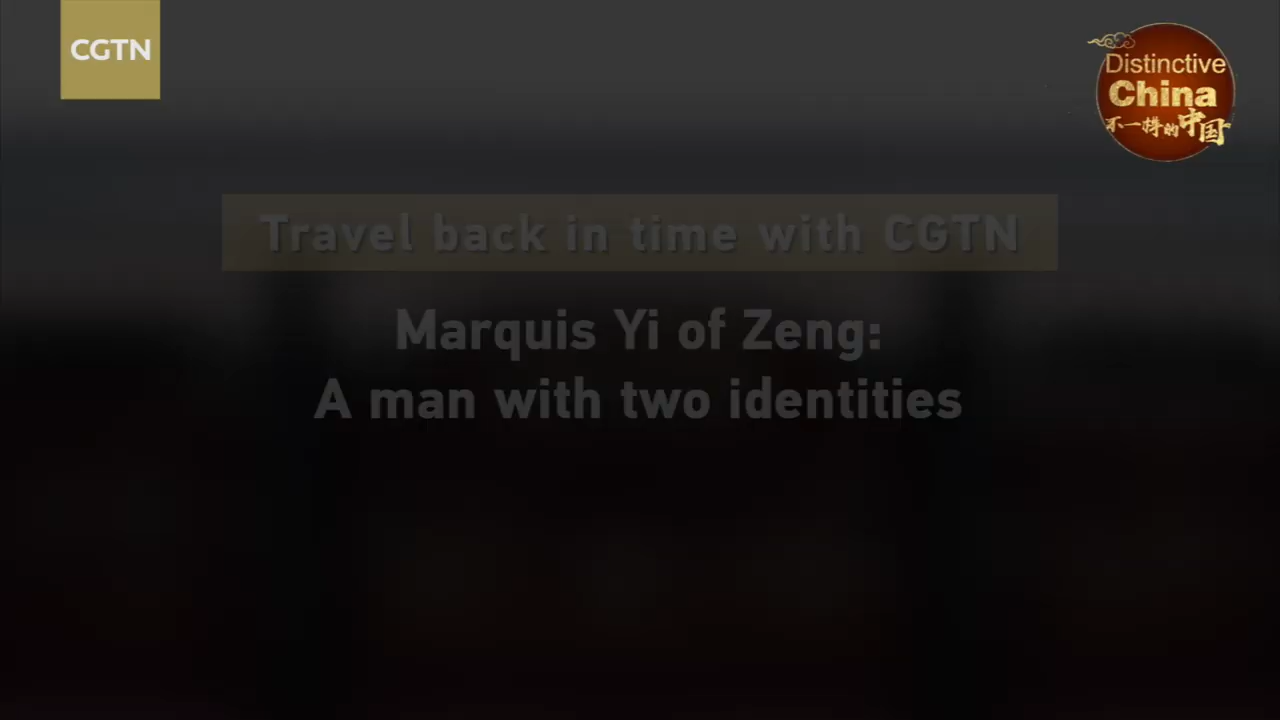 CGTN
Distinctive
China
不一样的中国
Travel back in time with CGTN
Marquis Yi of Zeng:
A man with two identities